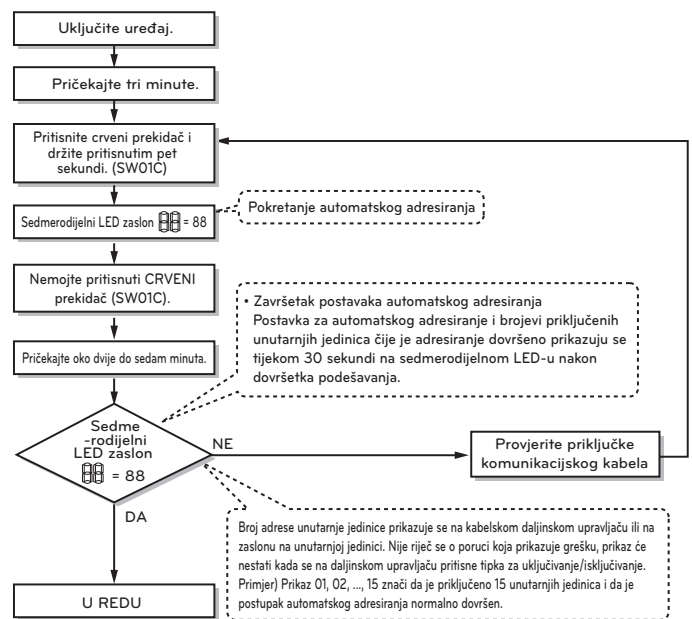 Uključite uređaj.
Pričekajte tri minute.
Pritisnite crveni prekidač i
držite pritisnutim pet
sekundi. (SW01C)
Sedmerodijelni LED zaslon 88 = 88
Pokretanje automatskog adresiranja
Nemojte pritisnuti CRVENI
prekidač (SW01C).
• Završetak postavaka automatskog adresiranja
Postavka za automatsko adresiranje i brojevi priključenih
unutarnjih jedinica čije je adresiranje dovršeno prikazuju se
tijekom 30 sekundi na sedmerodijelnom LED-u nakon
dovršetka podešavanja.
Pričekajte oko dvije do sedam minuta.
Sedme
-rodijelni
LED zaslon
88 = 88
NE
Provjerite priključke
komunikacijskog kabela
DA
Broj adrese unutarnje jedinice prikazuje se na kabelskom daljinskom upravljaču ili na
zaslonu na unutarnjoj jedinici. Nije riječ se o poruci koja prikazuje grešku, prikaz će
nestati kada se na daljinskom upravljaču pritisne tipka za uključivanje/isključivanje.
Primjer) Prikaz 01, 02, ..., 15 znači da je priključeno 15 unutarnjih jedinica i da je
postupak automatskog adresiranja normalno dovršen.
U REDU